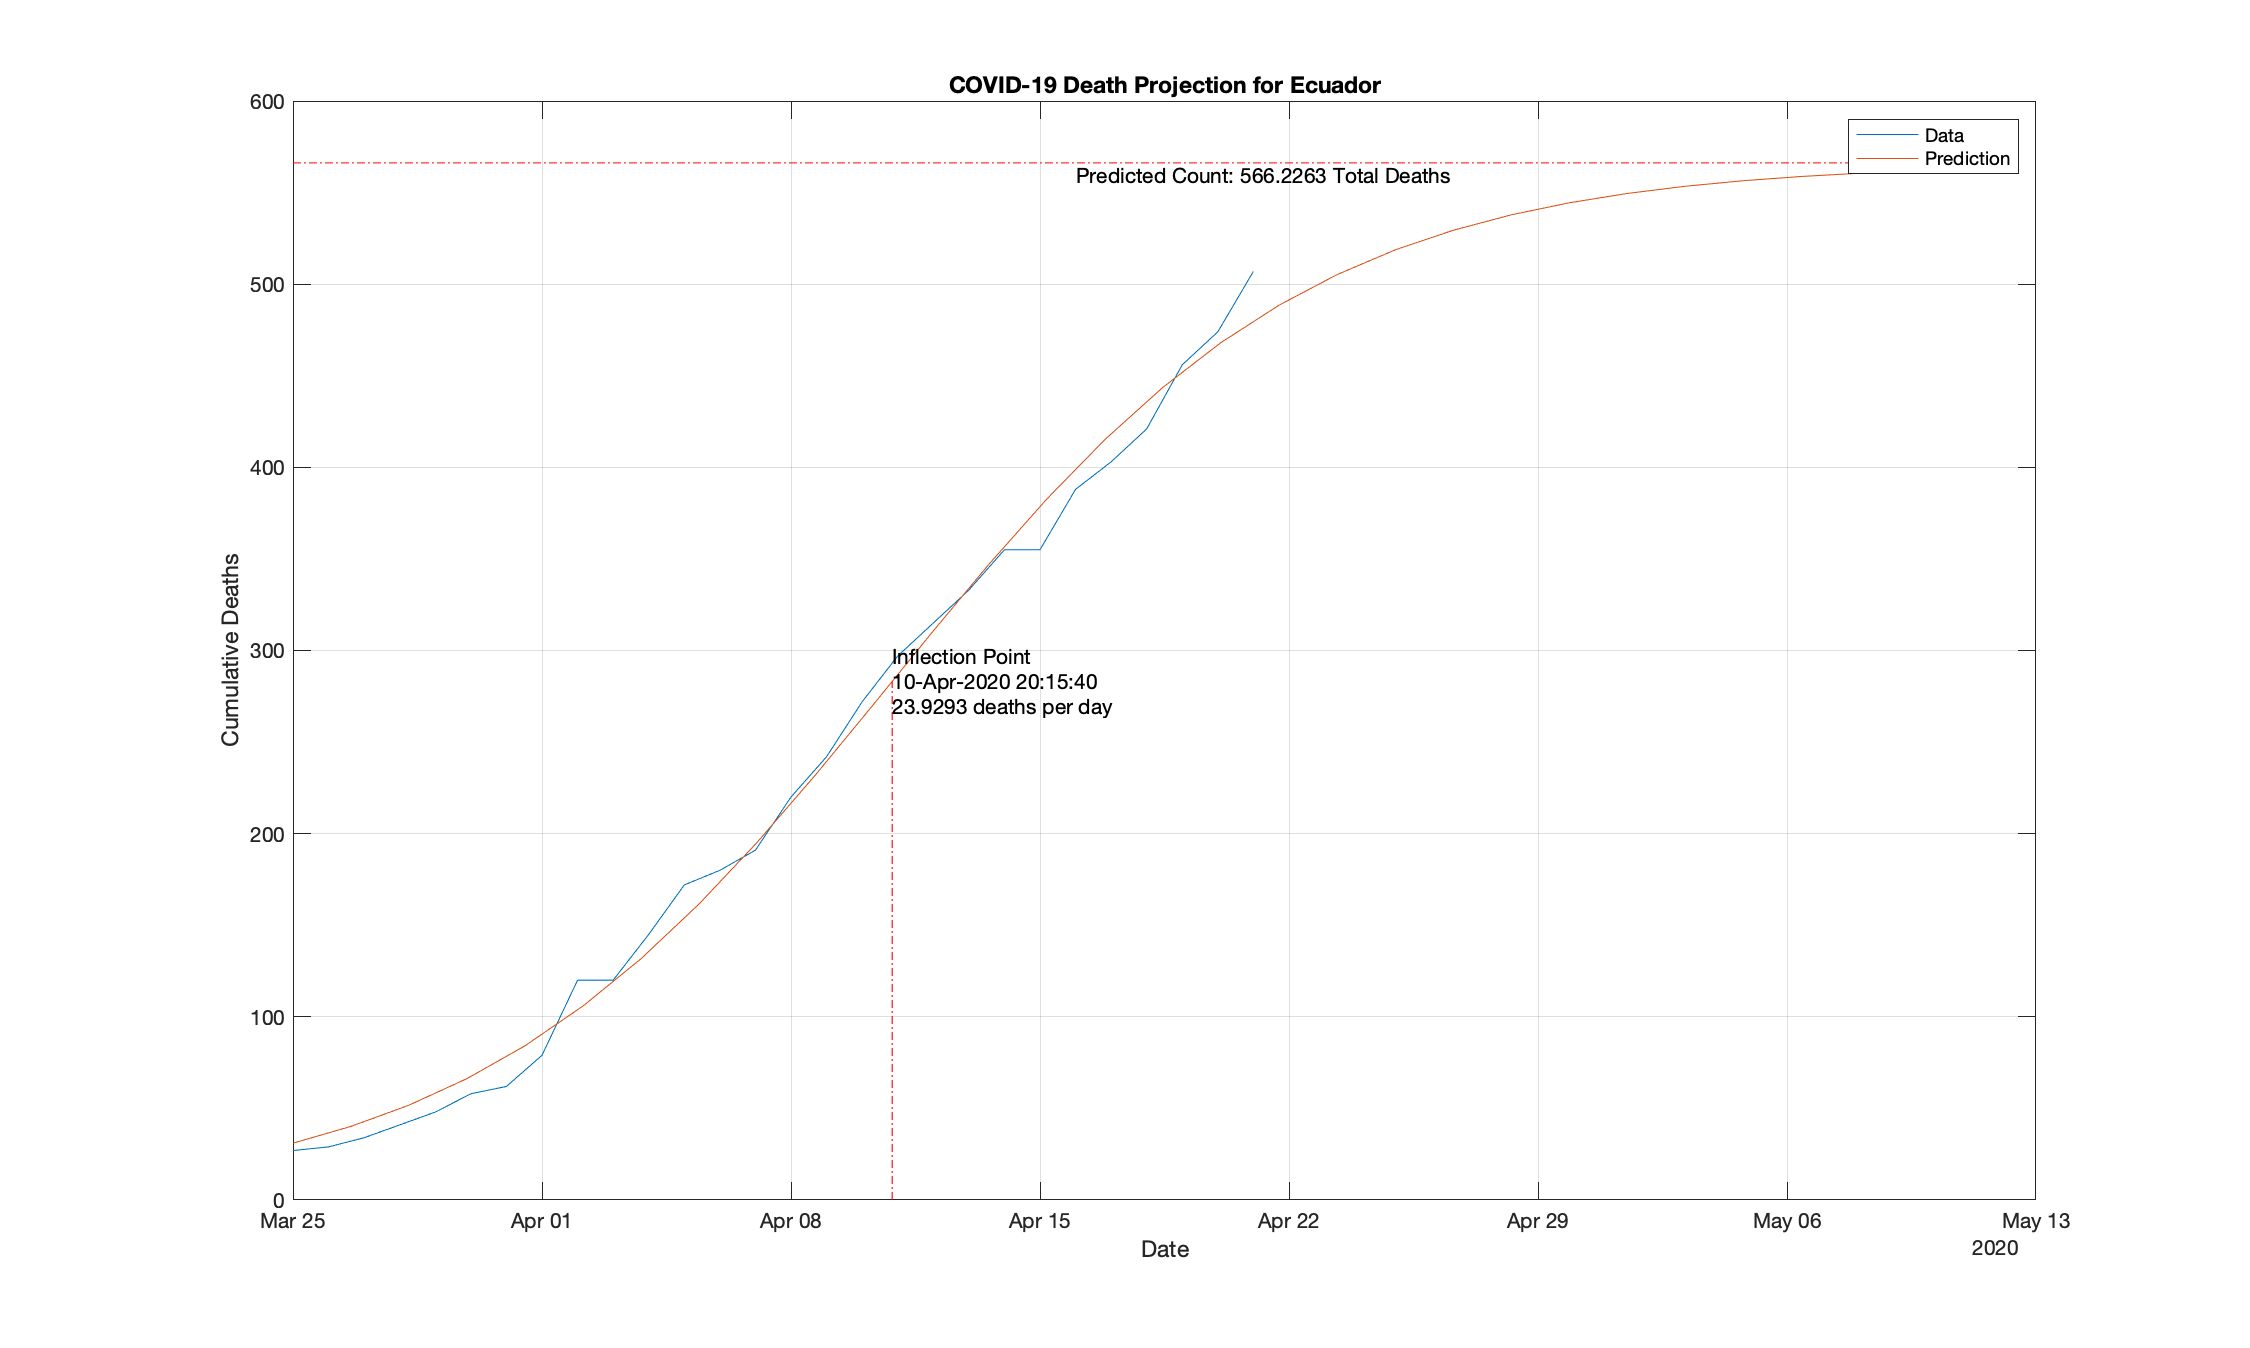 COVID-19 Death Projection for Ecuador
600
500
400
300
200
100
0
Cumulative Deaths
Data
Prediction
Predicted Count: 566.2263 Total Deaths
Inflection Point
10-Apr-2020 20:15:40
23.9293 deaths per day
Mar 25
Apr 01
Apr 08
Apr 15
Apr 22
Apr 29
May 06
May 13
Date
2020